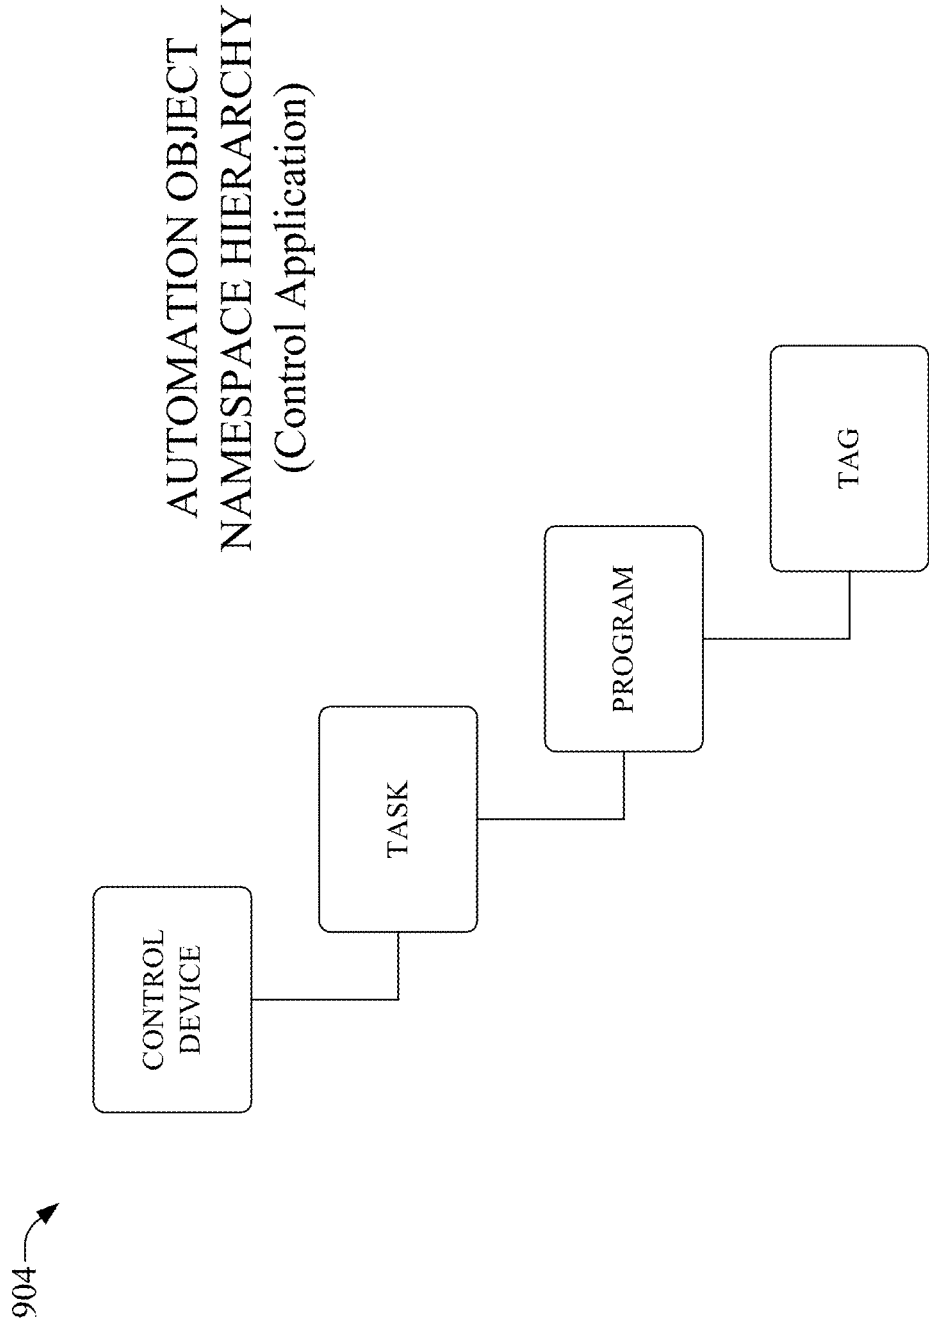 904
AUTOMATION OBJECT
NAMESPACE HIERARCHY
(Control Application)
CONTROL
DEVICE
TASK
PROGRAM
TAG